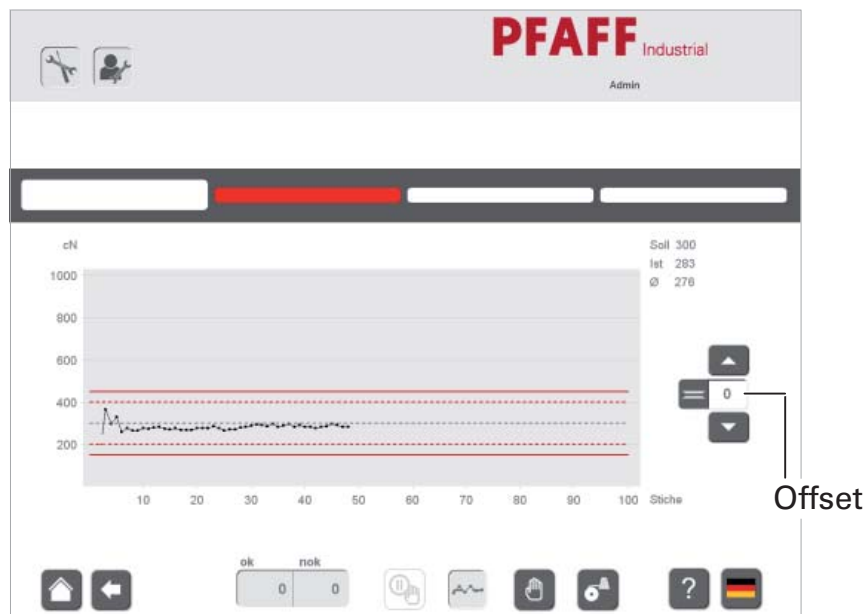 PFAFF Industrial
Admin
cN
Soll 300
Ist 283
Ø 276
1000
800
600
400
200
0
10 20 30 40 50 60 70 80 90 100 Stiche
Offset
ok nok
0 0
?